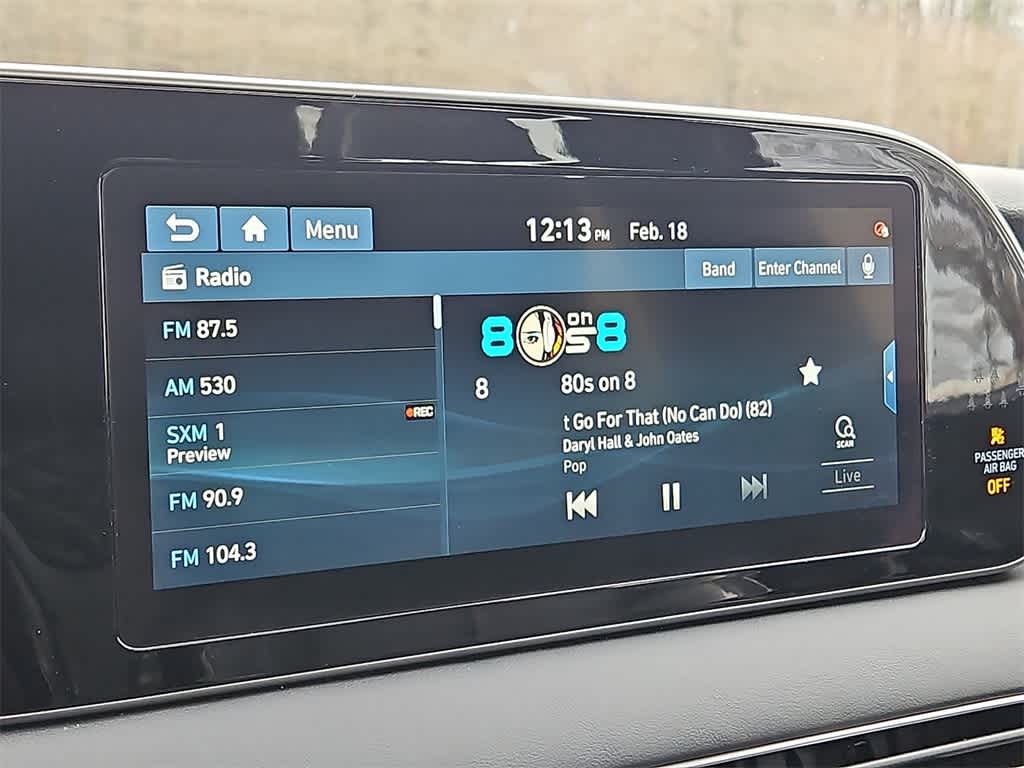 Menu
12:13 PM Feb. 18
Radio
Band
Enter Channel
FM 87.5
AM 530
REC
SXM 1
Preview
FM 90.9
FM 104.3
80s on 8
8
80s on 8
t Go For That (No Can Do) (82)
Daryl Hall & John Oates
Pop
SCAN
Live
PASSENGER
AIR BAG
OFF